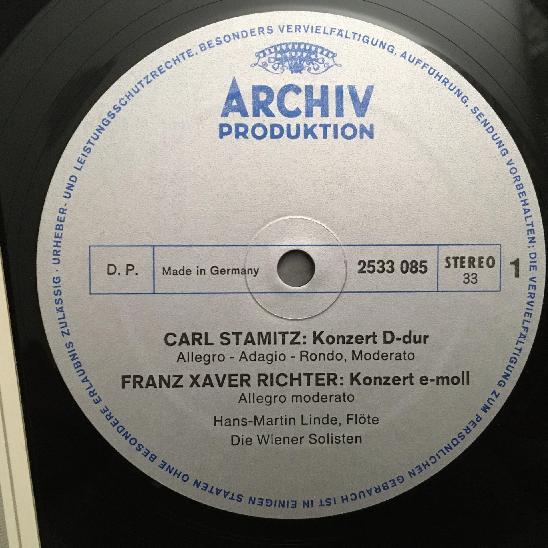 URHEBER- UND LEISTUNGSSCHUTZRECHTE, BESONDERS VERVIELFÄLTIGUNG, AUFFÜHRUNG, SENDUNG VORBEHALTEN; DIE VERVIELFÄLTIGUNG ZUM PERSÖNLICHEN GEBRAUCH IST IN EINIGEN STAATEN OHNE BESONDERE ERLAUBNIS ZULÄSSIG ·
ARCHIV
PRODUKTION
D. P. Made in Germany 2533 085 STEREO 33 1
CARL STAMITZ: Konzert D-dur
Allegro - Adagio - Rondo, Moderato
FRANZ XAVER RICHTER: Konzert e-moll
Allegro moderato
Hans-Martin Linde, Flöte
Die Wiener Solisten